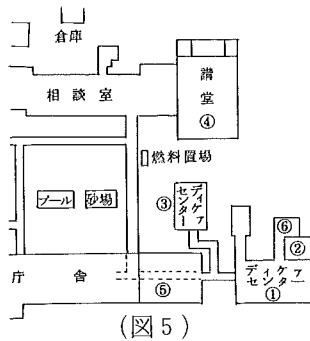 倉庫
相談室
講堂
④
燃料置場
プール
砂場
③
ディケア
センター
⑥
②
ディケア
センター
①
庁舎
⑤
(図5)